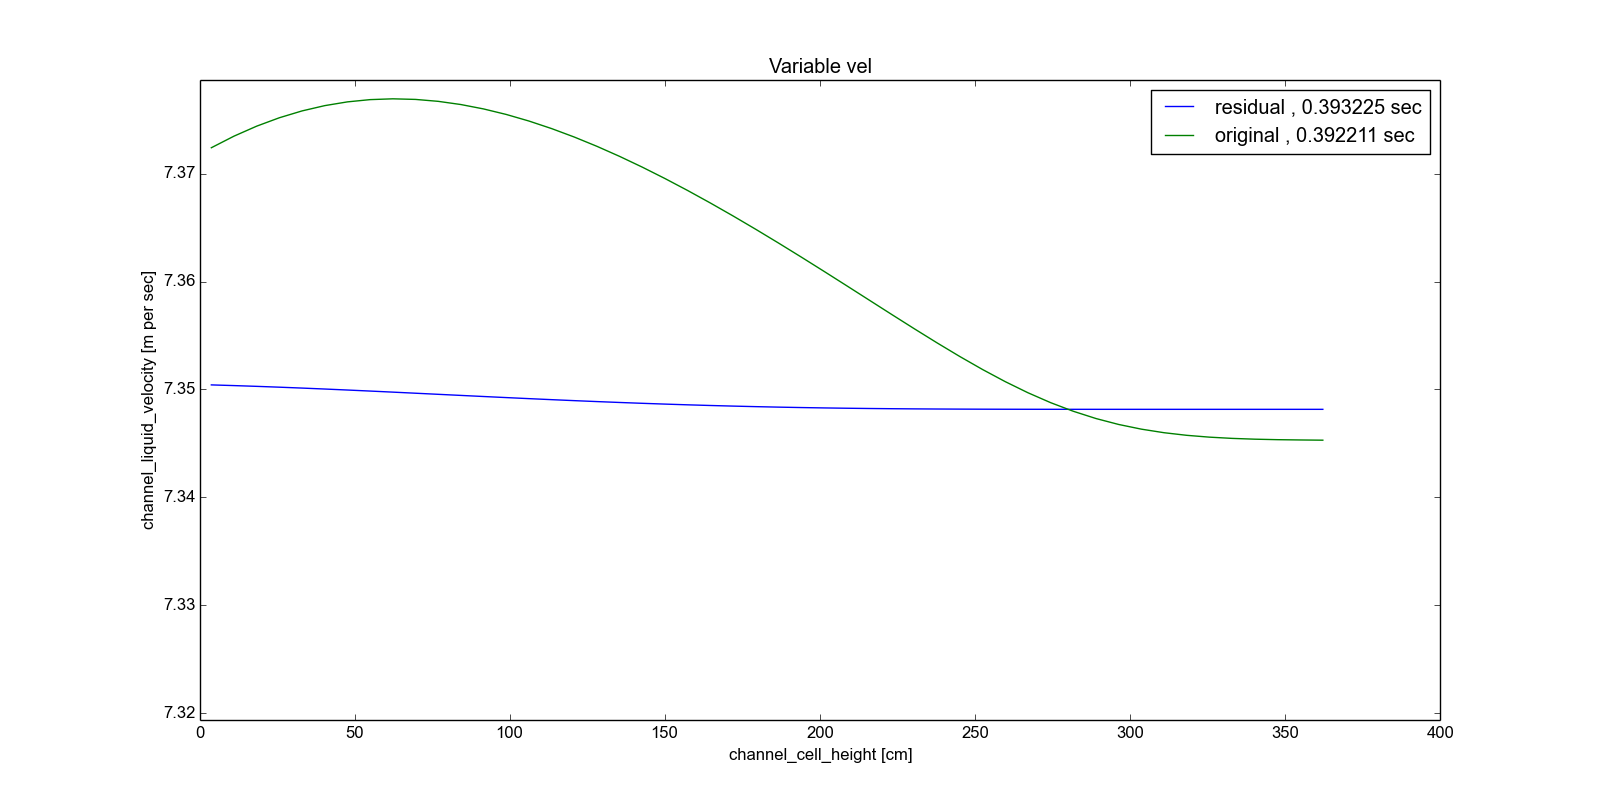 Variable vel
residual , 0.393225 sec
original , 0.392211 sec
channel_liquid_velocity [m per sec]
7.37
7.36
7.35
7.34
7.33
7.32
0 50 100 150 200 250 300 350 400
channel_cell_height [cm]